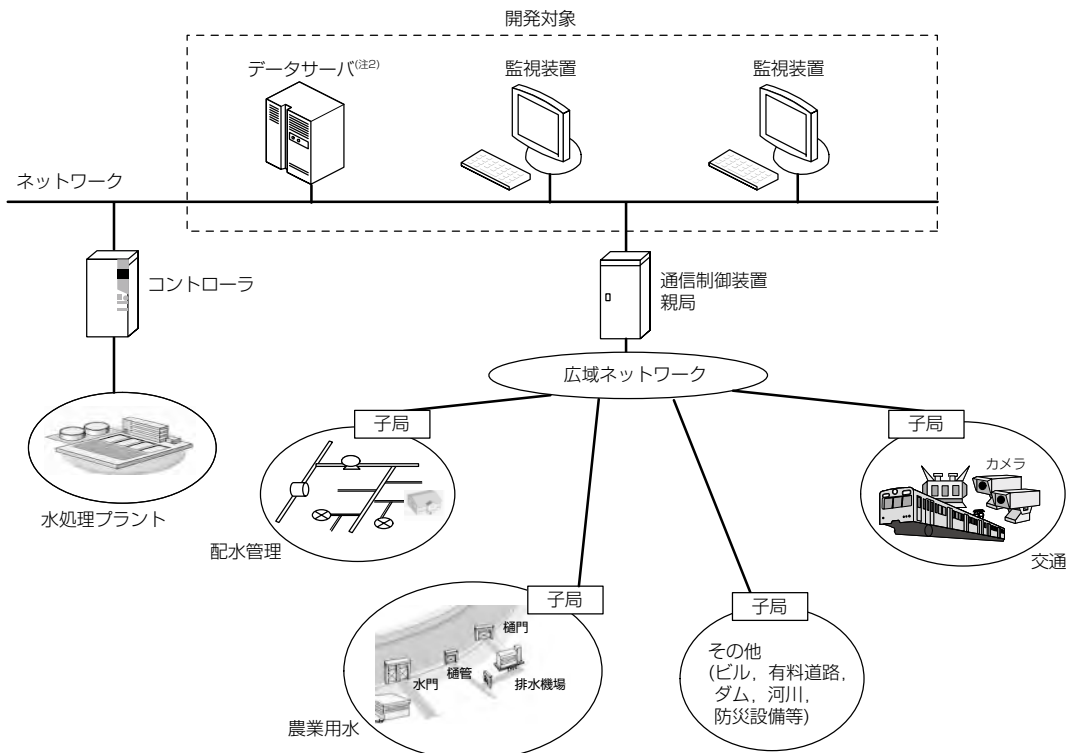 開発対象
データサーバ(注2)
監視装置
監視装置
ネットワーク
コントローラ
通信制御装置
親局
広域ネットワーク
水処理プラント
子局
配水管理
子局
カメラ
交通
子局
樋門
樋管
水門
排水機場
農業用水
子局
その他
(ビル,有料道路,
ダム,河川,
防災設備等)